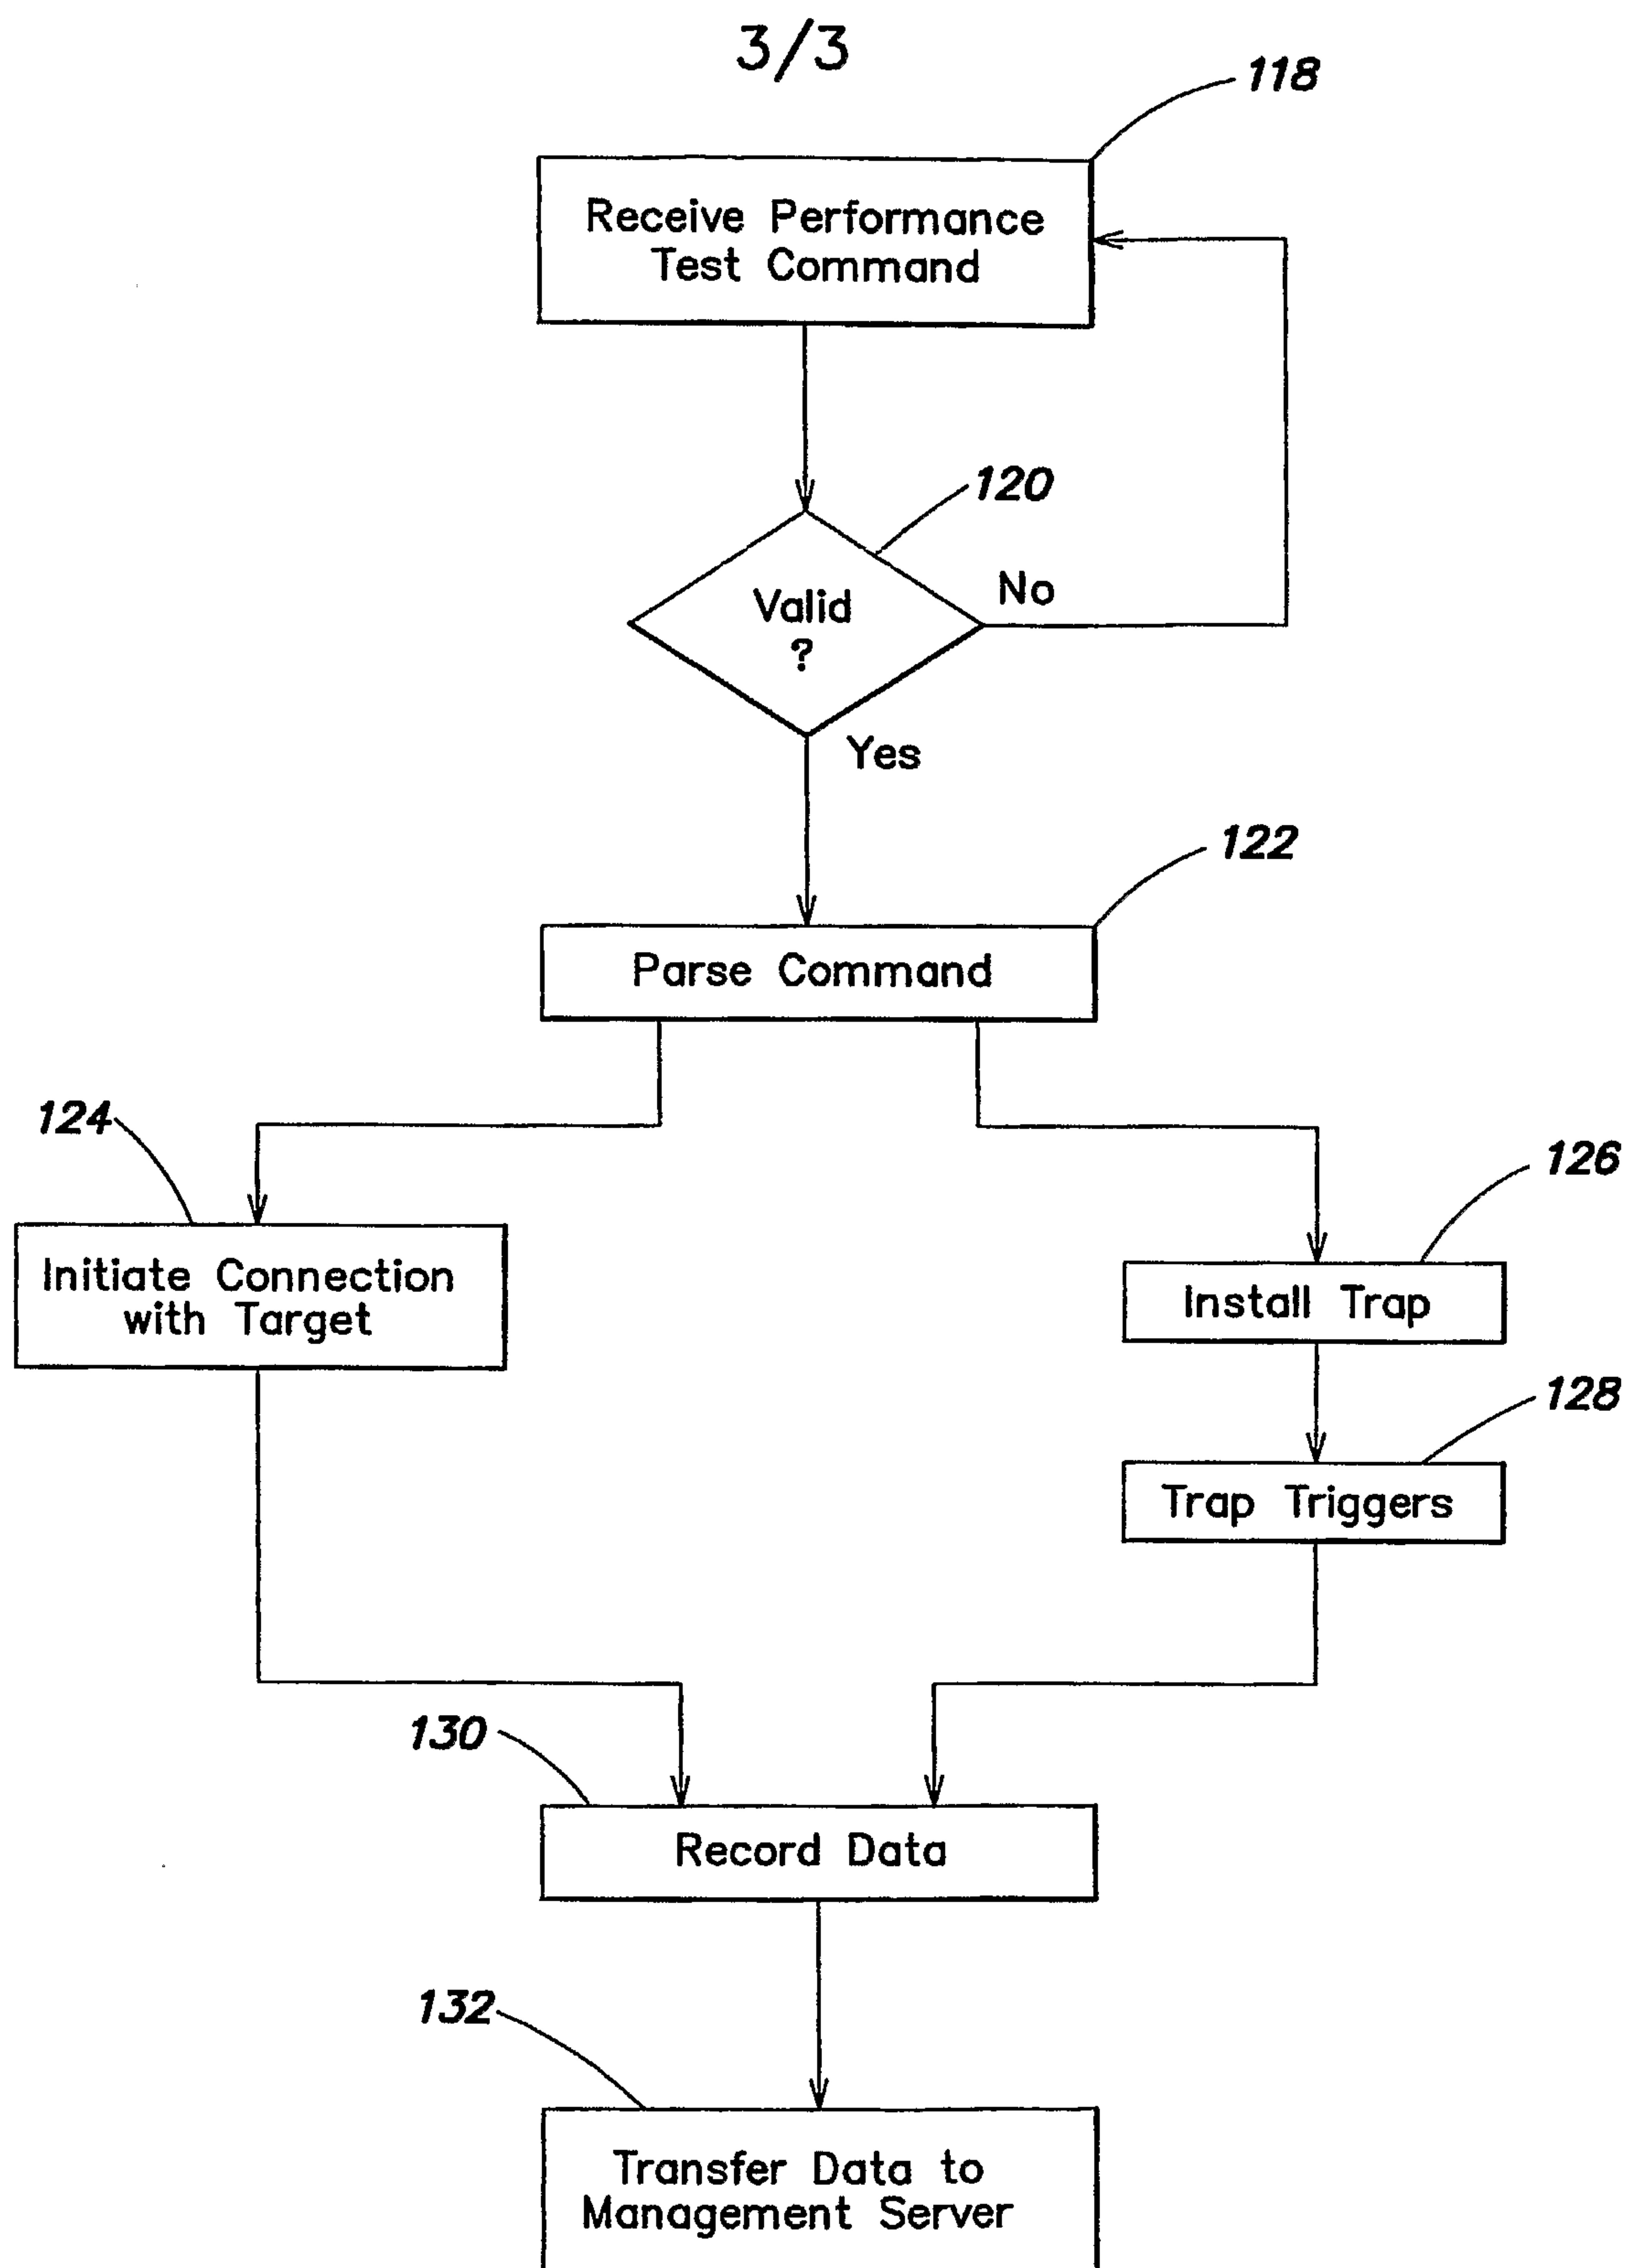 3/3
118
Receive Performance
Test Command
120
Valid
?
No
Yes
122
Parse Command
124
Initiate Connection
with Target
126
Install Trap
128
Trap Triggers
130
Record Data
132
Transfer Data to
Management Server